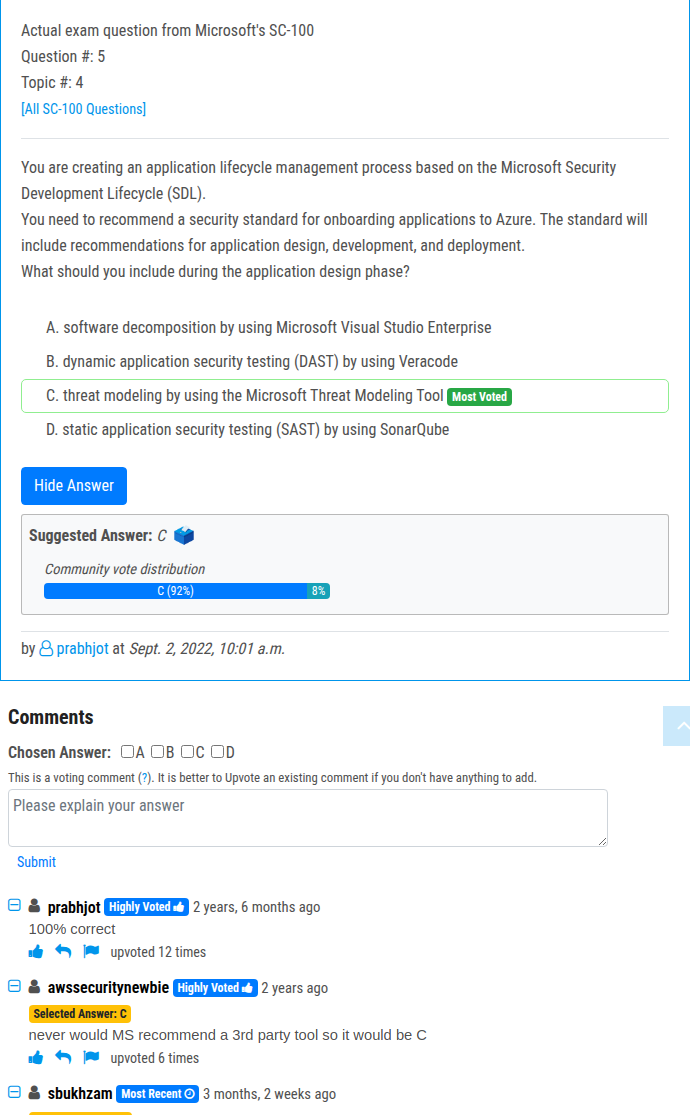 Actual exam question from Microsoft's SC-100
Question #: 5
Topic #: 4
[All SC-100 Questions]
You are creating an application lifecycle management process based on the Microsoft Security
Development Lifecycle (SDL).
You need to recommend a security standard for onboarding applications to Azure. The standard will
include recommendations for application design, development, and deployment.
What should you include during the application design phase?
A. software decomposition by using Microsoft Visual Studio Enterprise
B. dynamic application security testing (DAST) by using Veracode
C. threat modeling by using the Microsoft Threat Modeling Tool Most Voted
D. static application security testing (SAST) by using SonarQube
Hide Answer
Suggested Answer: C
Community vote distribution
C (92%) 8%
by prabhjot at Sept. 2, 2022, 10:01 a.m.
Comments
Chosen Answer: A B C D
This is a voting comment (?). It is better to Upvote an existing comment if you don't have anything to add.
Please explain your answer
Submit
prabhjot Highly Voted 2 years, 6 months ago
100% correct
upvoted 12 times
awssecuritynewbie Highly Voted 2 years ago
Selected Answer: C
never would MS recommend a 3rd party tool so it would be C
upvoted 6 times
sbukhzam Most Recent 3 months, 2 weeks ago